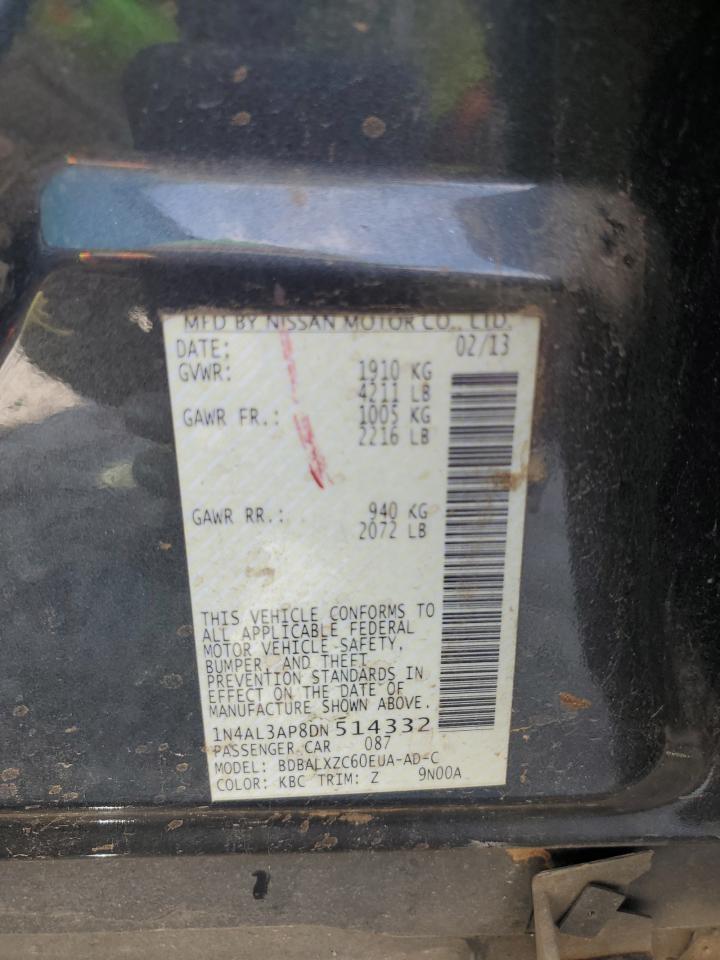 MFD BY NISSAN MOTOR CO., LTD.
DATE: 02/13
GVWR: 1910 KG
4211 LB
GAWR FR.: 1005 KG
2216 LB
GAWR RR.: 940 KG
2072 LB
THIS VEHICLE CONFORMS TO
ALL APPLICABLE FEDERAL
MOTOR VEHICLE SAFETY,
BUMPER, AND THEFT
PREVENTION STANDARDS IN
EFFECT ON THE DATE OF
MANUFACTURE SHOWN ABOVE.
1N4AL3AP8DN514332
PASSENGER CAR 087
MODEL: BDBALXZC60EUA-AD-C
COLOR: KBC TRIM: Z 9N00A